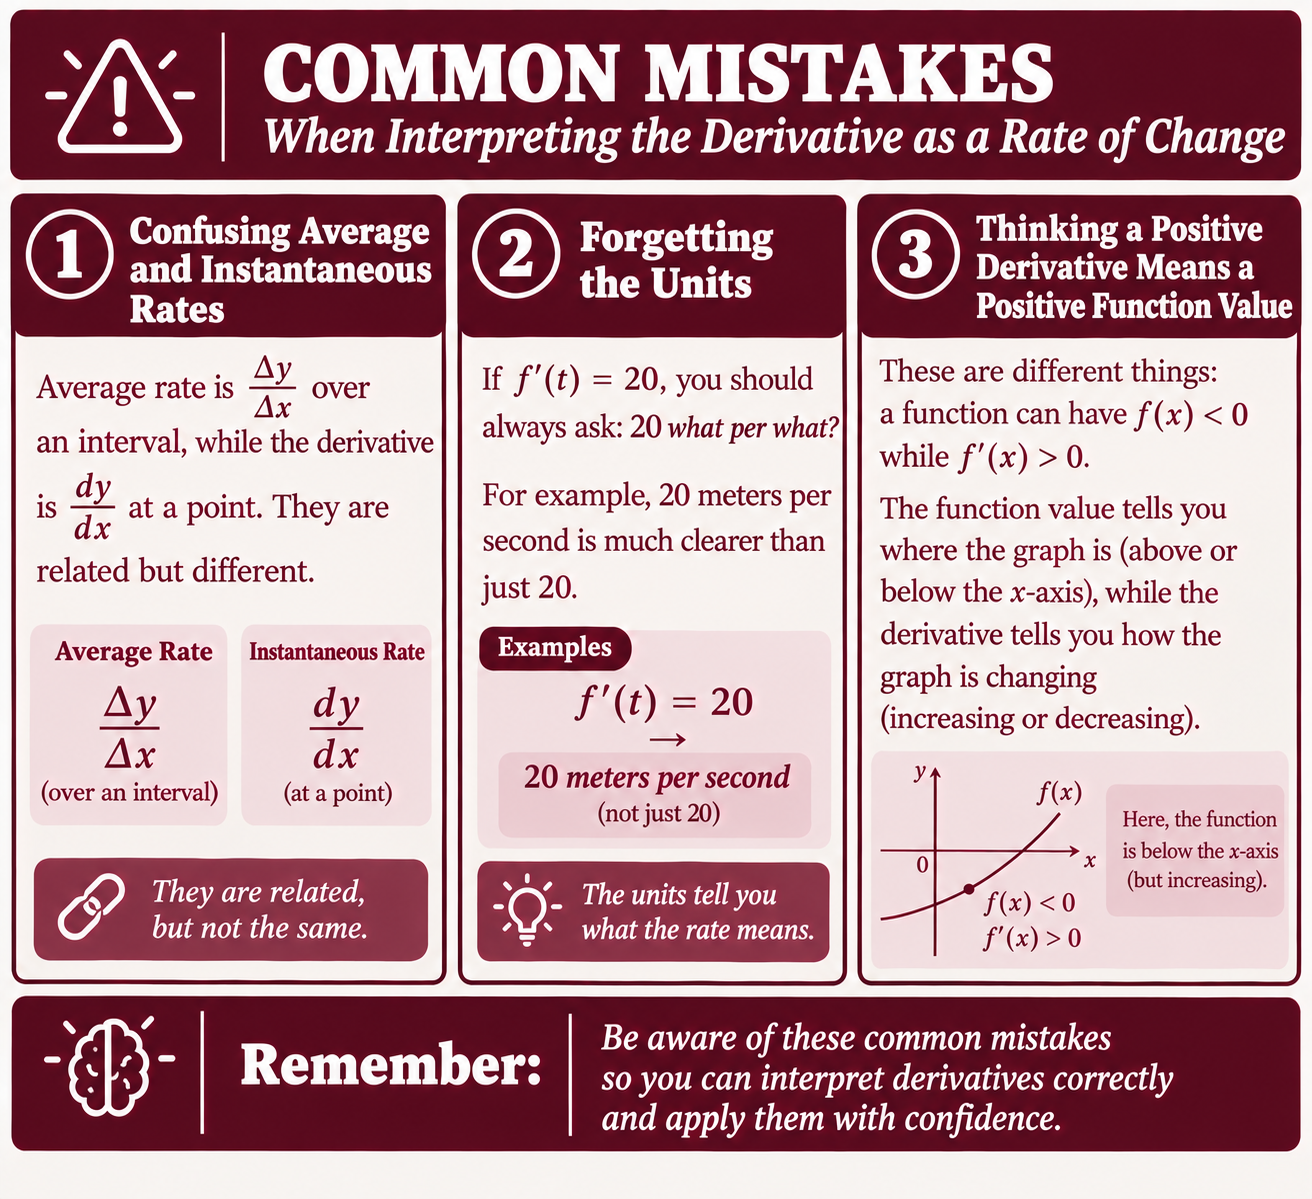 COMMON MISTAKES
When Interpreting the Derivative as a Rate of Change
1
Confusing Average
and Instantaneous
Rates
Average rate is Δy/Δx over
an interval, while the derivative
is dy/dx at a point. They are
related but different.
Average Rate
Δy/Δx
(over an interval)
Instantaneous Rate
dy/dx
(at a point)
They are related,
but not the same.
2
Forgetting
the Units
If f′(t) = 20, you should
always ask: 20 what per what?
For example, 20 meters per
second is much clearer than
just 20.
Examples
f′(t) = 20
→
20 meters per second
(not just 20)
The units tell you
what the rate means.
3
Thinking a Positive
Derivative Means a
Positive Function Value
These are different things:
a function can have f(x) < 0
while f′(x) > 0.
The function value tells you
where the graph is (above or
below the x-axis), while the
derivative tells you how the
graph is changing
(increasing or decreasing).
y
f(x)
0
x
f(x) < 0
f′(x) > 0
Here, the function
is below the x-axis
(but increasing).
Remember:
Be aware of these common mistakes
so you can interpret derivatives correctly
and apply them with confidence.